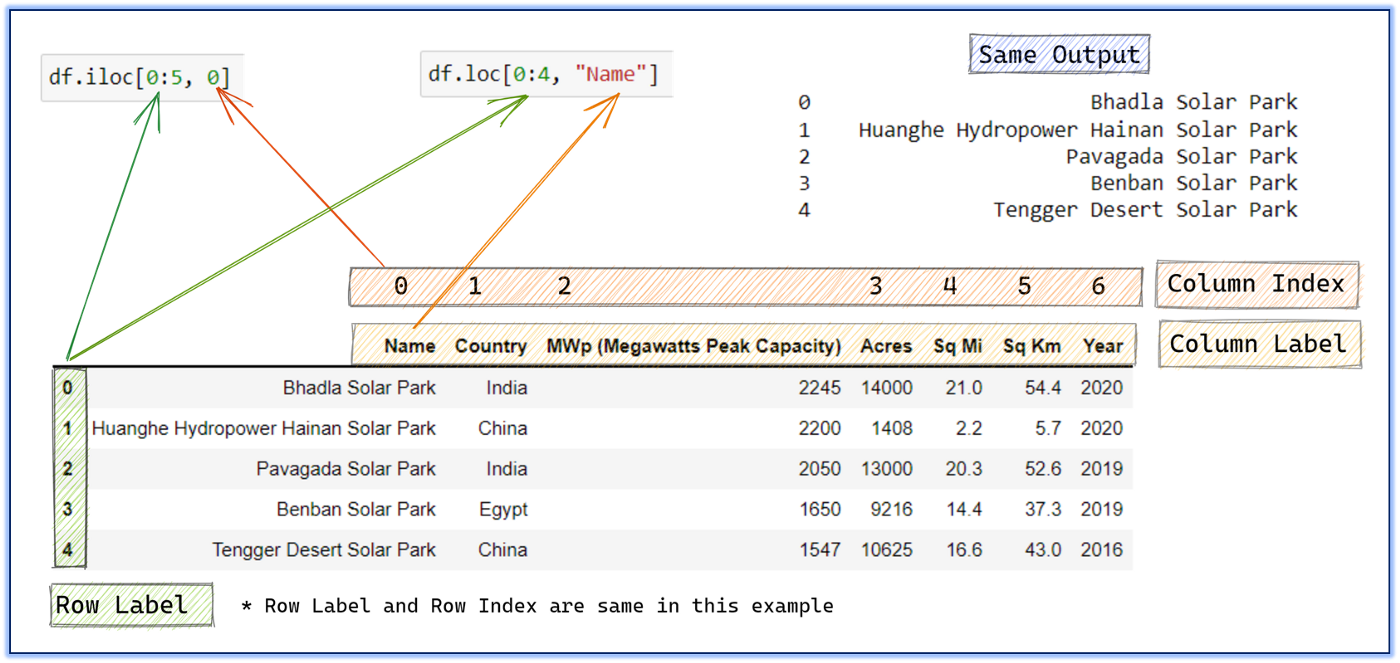 df.iloc[0:5, 0]
df.loc[0:4, "Name"]
Same Output
0 Bhadla Solar Park
1 Huanghe Hydropower Hainan Solar Park
2 Pavagada Solar Park
3 Benban Solar Park
4 Tengger Desert Solar Park
0 1 2 3 4 5 6
Column Index
Name Country MWp (Megawatts Peak Capacity) Acres Sq Mi Sq Km Year
Column Label
0 Bhadla Solar Park India 2245 14000 21.0 54.4 2020
1 Huanghe Hydropower Hainan Solar Park China 2200 1408 2.2 5.7 2020
2 Pavagada Solar Park India 2050 13000 20.3 52.6 2019
3 Benban Solar Park Egypt 1650 9216 14.4 37.3 2019
4 Tengger Desert Solar Park China 1547 10625 16.6 43.0 2016
Row Label
* Row Label and Row Index are same in this example